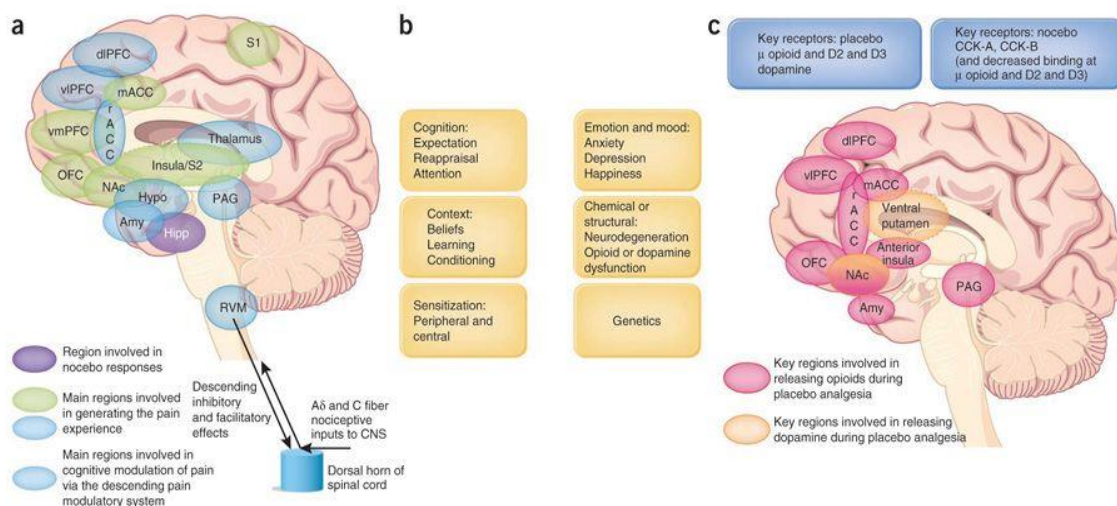 a
dlPFC
S1
vlPFC
mACC
r
A
C
C
vmPFC
Thalamus
Insula/S2
OFC
NAc
Hypo
PAG
Amy
Hipp
RVM
Region involved in
nocebo responses
Main regions involved
in generating the pain
experience
Main regions involved in
cognitive modulation of pain
via the descending pain
modulatory system
Descending
inhibitory
and facilitatory
effects
Aδ and C fiber
nociceptive
inputs to CNS
Dorsal horn of
spinal cord
b
Cognition:
Expectation
Reappraisal
Attention
Emotion and mood:
Anxiety
Depression
Happiness
Context:
Beliefs
Learning
Conditioning
Chemical or
structural:
Neurodegeneration
Opioid or dopamine
dysfunction
Sensitization:
Peripheral and
central
Genetics
c
Key receptors: placebo
μ opioid and D2 and D3
dopamine
Key receptors: nocebo
CCK-A, CCK-B
(and decreased binding at
μ opioid and D2 and D3)
dlPFC
vlPFC
mACC
r
A
C
C
Ventral
putamen
Anterior
insula
OFC
NAc
PAG
Amy
Key regions involved in
releasing opioids during
placebo analgesia
Key regions involved in releasing
dopamine during placebo analgesia